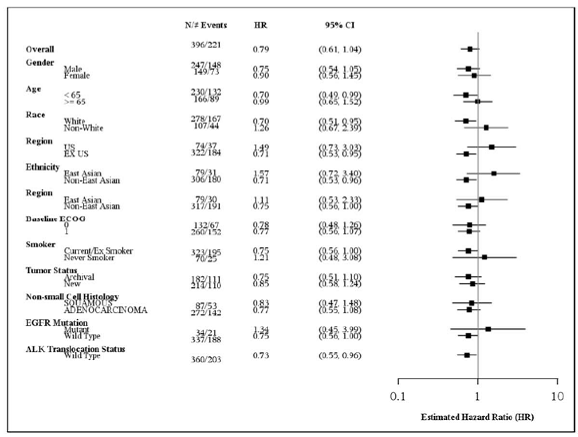 N/# Events HR 95% CI
Overall 396/221 0.79 (0.61, 1.04)
Gender
Male 247/148 0.75 (0.54, 1.05)
Female 149/73 0.90 (0.56, 1.45)
Age
< 65 230/132 0.70 (0.49, 0.99)
>= 65 166/89 0.99 (0.65, 1.52)
Race
White 278/167 0.70 (0.51, 0.95)
Non-White 107/44 1.26 (0.67, 2.39)
Region
US 74/37 1.49 (0.73, 3.03)
EX US 322/184 0.71 (0.53, 0.95)
Ethnicity
East Asian 79/31 1.57 (0.72, 3.40)
Non-East Asian 306/180 0.71 (0.53, 0.96)
Region
East Asian 79/30 1.11 (0.53, 2.33)
Non-East Asian 317/191 0.75 (0.56, 1.00)
Baseline ECOG
0 132/67 0.78 (0.48, 1.26)
1 260/152 0.77 (0.56, 1.07)
Smoker
Current/Ex Smoker 323/195 0.75 (0.56, 1.00)
Never Smoker 70/25 1.21 (0.48, 3.08)
Tumor Status
Archival 182/111 0.75 (0.51, 1.10)
New 214/110 0.85 (0.58, 1.24)
Non-small Cell Histology
SQUAMOUS 87/53 0.83 (0.47, 1.48)
ADENOCARCINOMA 272/142 0.77 (0.55, 1.08)
EGFR Mutation
Mutant 34/21 1.34 (0.45, 3.99)
Wild Type 337/188 0.75 (0.56, 1.00)
ALK Translocation Status
Wild Type 360/203 0.73 (0.55, 0.96)
0.1 1 10
Estimated Hazard Ratio (HR)